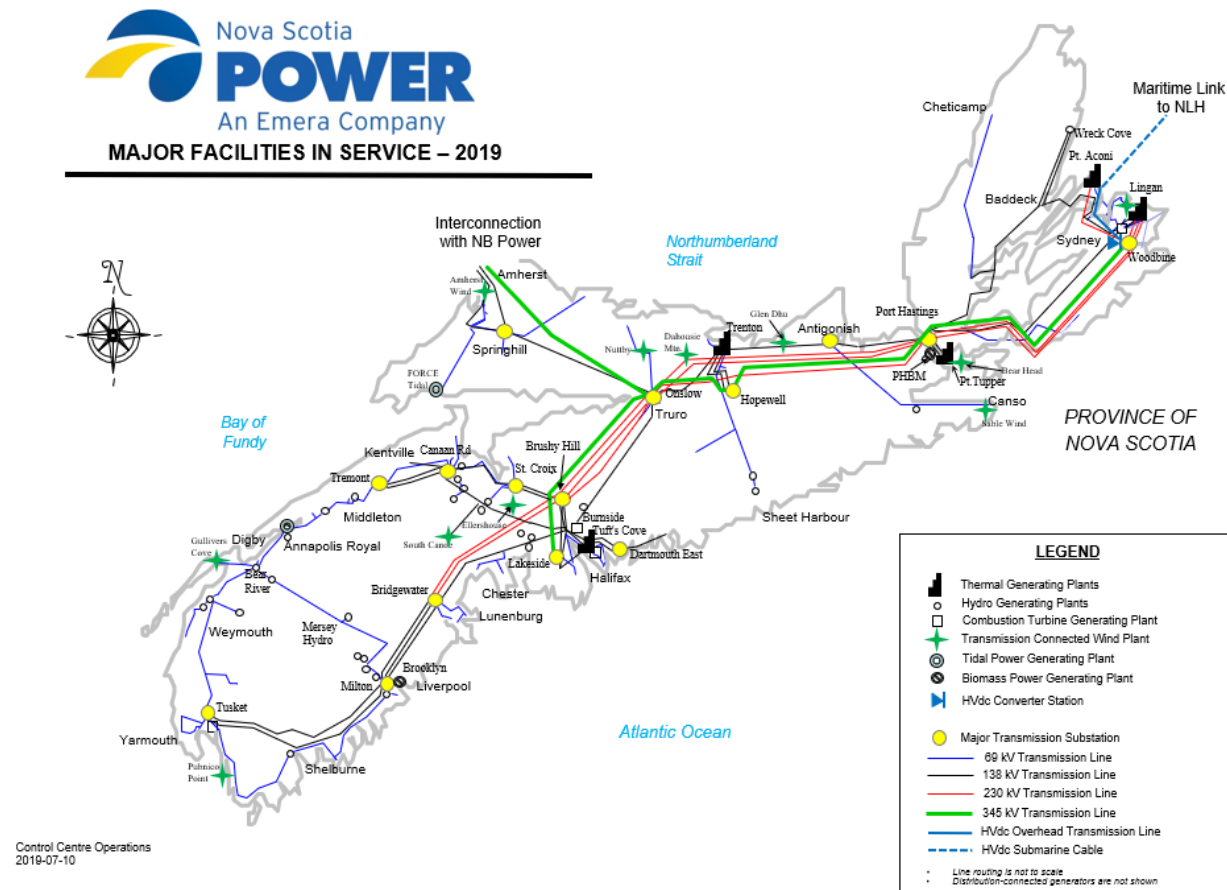 Nova Scotia
POWER
An Emera Company
MAJOR FACILITIES IN SERVICE – 2019
N
Interconnection
with NB Power
Northumberland
Strait
Maritime Link
to NLH
Cheticamp
Wreck Cove
Pt. Aconi
Lingan
Baddeck
Sydney
Woodbine
Amherst
Amherst
Wind
Springhill
FORCE
Tidal
Nuttby
Dalhousie
Mtn.
Trenton
Glen Dhu
Antigonish
Port Hastings
PHBM
Pt.Tupper
Bear Head
Canso
Sable Wind
Onslow
Truro
Hopewell
PROVINCE OF
NOVA SCOTIA
Bay of
Fundy
Kentville
Canaan Rd
Brushy Hill
St. Croix
Tremont
Middleton
Ellershouse
South Canoe
Burnside
Tuft's Cove
Dartmouth East
Lakeside
Halifax
Sheet Harbour
Digby
Annapolis Royal
Gullivers
Cove
Bear
River
Bridgewater
Chester
Lunenburg
Weymouth
Mersey
Hydro
Brooklyn
Milton
Liverpool
Tusket
Yarmouth
Pubnico
Point
Shelburne
Atlantic Ocean
LEGEND
Thermal Generating Plants
Hydro Generating Plants
Combustion Turbine Generating Plant
Transmission Connected Wind Plant
Tidal Power Generating Plant
Biomass Power Generating Plant
HVdc Converter Station
Major Transmission Substation
69 kV Transmission Line
138 kV Transmission Line
230 kV Transmission Line
345 kV Transmission Line
HVdc Overhead Transmission Line
HVdc Submarine Cable
• Line routing is not to scale
• Distribution-connected generators are not shown
Control Centre Operations
2019-07-10